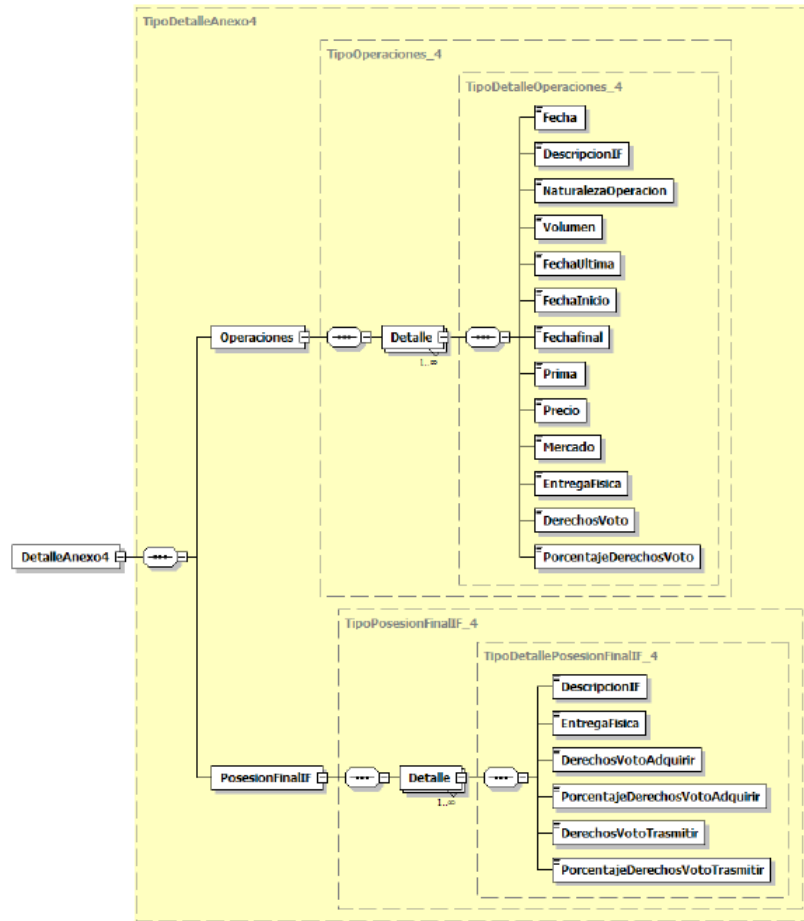 TipoDetalleAnexo4
TipoOperaciones_4
TipoDetalleOperaciones_4
Fecha
DescripcionIF
NaturalezaOperacion
Volumen
FechaUltima
FechaInicio
Operaciones
Detalle
Fechafinal
1..∞
Prima
Precio
Mercado
EntregaFisica
DerechosVoto
DetalleAnexo4
PorcentajeDerechosVoto
TipoPosesionFinalIF_4
TipoDetallePosesionFinalIF_4
DescripcionIF
EntregaFisica
DerechosVotoAdquirir
PosesionFinalIF
Detalle
PorcentajeDerechosVotoAdquirir
1..∞
DerechosVotoTrasmitir
PorcentajeDerechosVotoTrasmitir